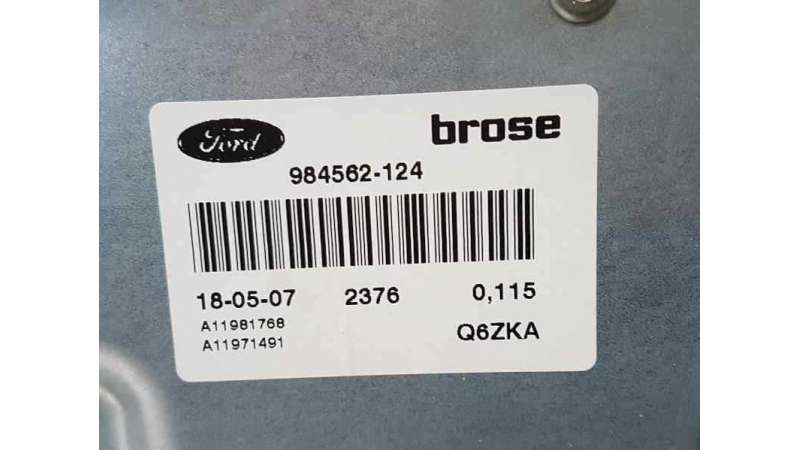 Ford brose
984562-124
18-05-07 2376 0,115
A11981768
A11971491 Q6ZKA